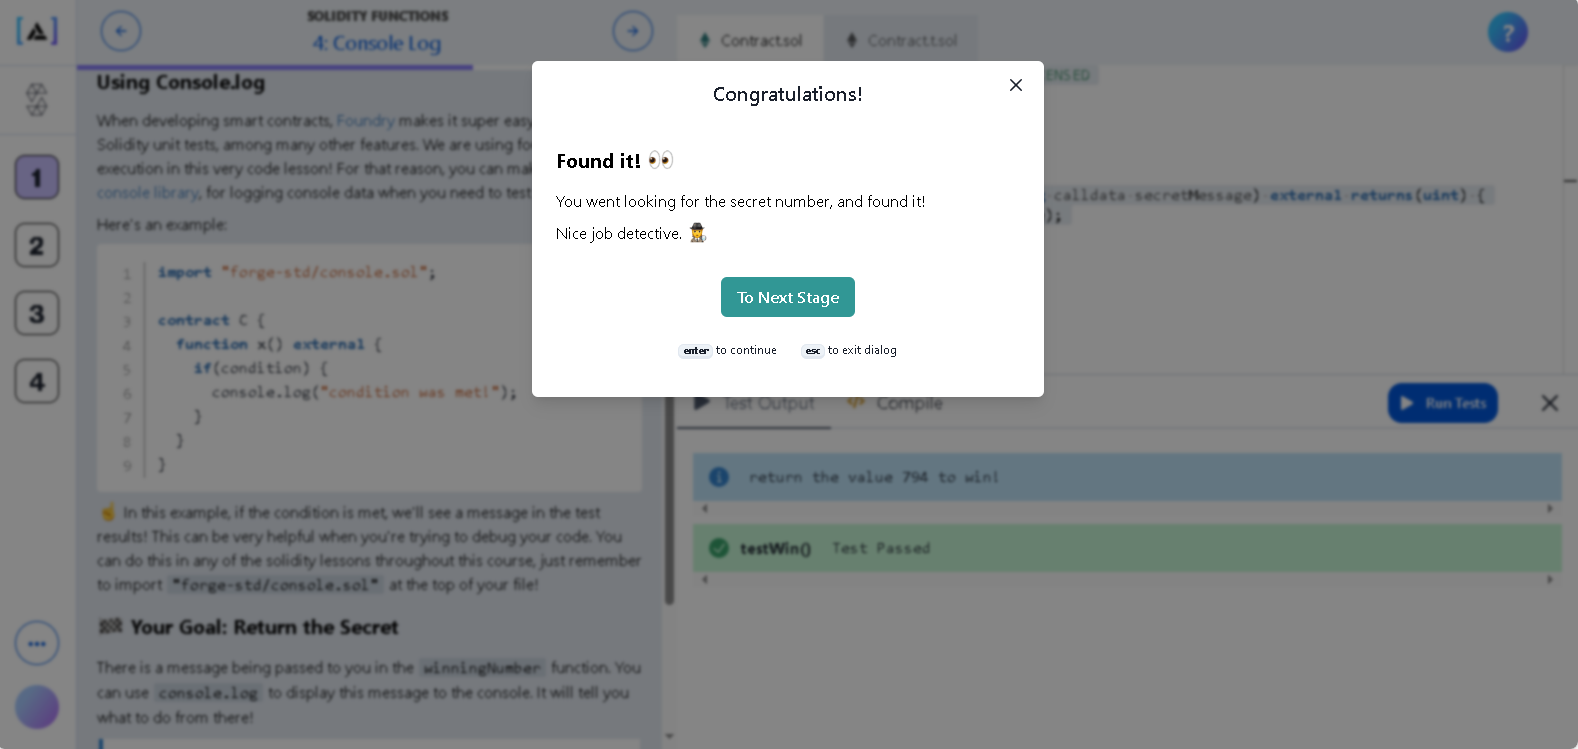 SOLIDITY FUNCTIONS
4: Console Log
Contract.sol
Contract.t.sol
?
1
2
3
4
Using Console.log
When developing smart contracts, Foundry makes it super easy
Solidity unit tests, among many other features. We are using
execution in this very code lesson! For that reason, you can
console library, for logging console data when you need to test
Here's an example:
1 import "forge-std/console.sol";
2
3 contract C {
4 function x() external {
5 if(condition) {
6 console.log("condition was met!");
7 }
8 }
9 }
☝️ In this example, if the condition is met, we'll see a message in the test
results! This can be very helpful when you're trying to debug your code. You
can do this in any of the solidity lessons throughout this course, just remember
to import "forge-std/console.sol" at the top of your file!
🏁 Your Goal: Return the Secret
There is a message being passed to you in the winningNumber function. You
can use console.log to display this message to the console. It will tell you
what to do from there!
Congratulations!
Found it! 👀
You went looking for the secret number, and found it!
Nice job detective. 🕵️
To Next Stage
enter to continue esc to exit dialog
ENSED
calldata secretMessage) external returns(uint) {
);
Test Output
Compile
Run Tests
return the value 794 to win!
testWin() Test Passed